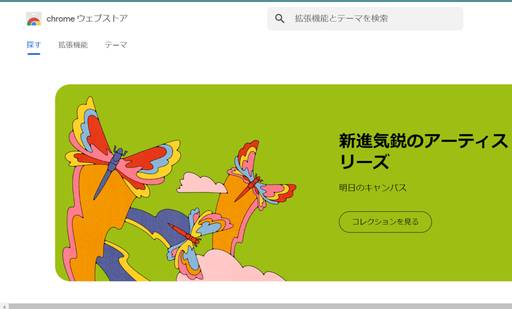 chrome ウェブストア
拡張機能とテーマを検索
探す
拡張機能
テーマ
新進気鋭のアーティス
リーズ
明日のキャンバス
コレクションを見る